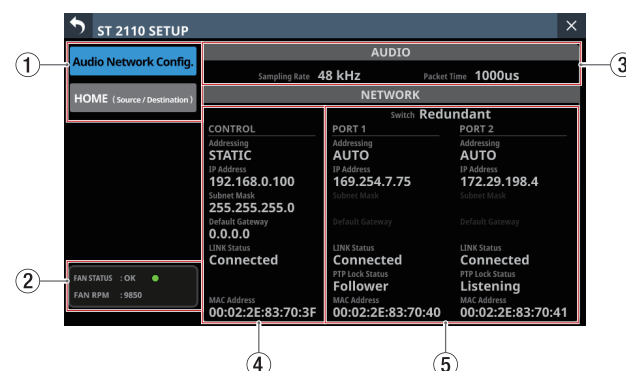 ST 2110 SETUP
×
1
Audio Network Config.
HOME ( Source / Destination )
AUDIO
3
Sampling Rate 48 kHz Packet Time 1000us
NETWORK
Switch Redundant
CONTROL PORT 1 PORT 2
Addressing Addressing Addressing
STATIC AUTO AUTO
IP Address IP Address IP Address
192.168.0.100 169.254.7.75 172.29.198.4
Subnet Mask Subnet Mask Subnet Mask
255.255.255.0
Default Gateway Default Gateway Default Gateway
0.0.0.0
LINK Status LINK Status LINK Status
Connected Connected Connected
PTP Lock Status PTP Lock Status
Follower Listening
2
FAN STATUS : OK
FAN RPM : 9850
MAC Address MAC Address MAC Address
00:02:2E:83:70:3F 00:02:2E:83:70:40 00:02:2E:83:70:41
4 5